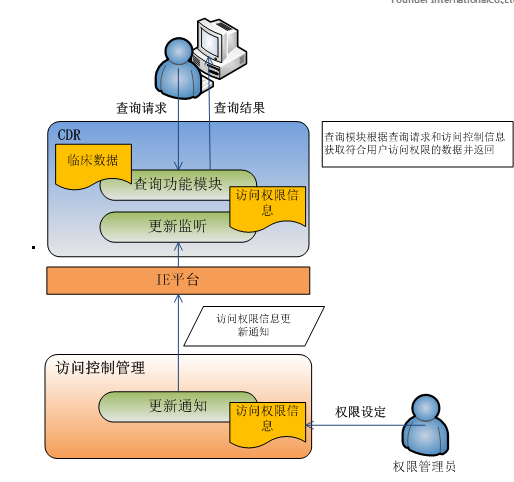 Founder InternationalCo.,Lt
查询请求
查询结果
CDR
临床数据
查询功能模块
访问权限信
息
更新监听
查询模块根据查询请求和访问控制信息
获取符合用户访问权限的数据并返回
IE平台
访问权限信息更
新通知
访问控制管理
更新通知
访问权限信
息
权限设定
权限管理员